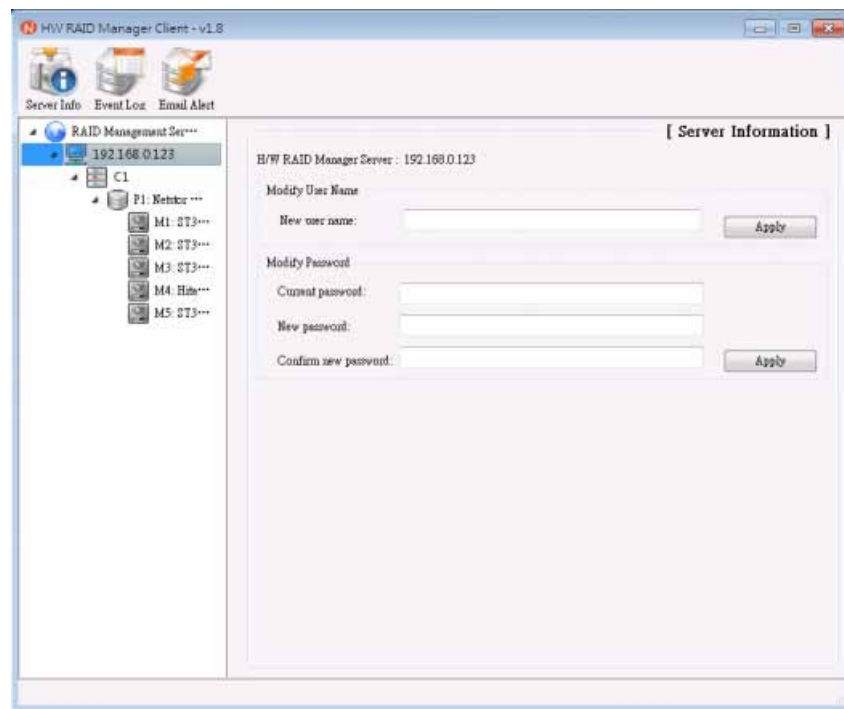 HW RAID Manager Client - v1.8
Server Info Event Log Email Alert
RAID Management Ser...
192.168.0.123
C1
P1: Netstor ...
M1: ST3...
M2: ST3...
M3: ST3...
M4: Hita...
M5: ST3...
[ Server Information ]
H/W RAID Manager Server : 192.168.0.123
Modify User Name
New user name:
Apply
Modify Password
Current password:
New password:
Confirm new password:
Apply